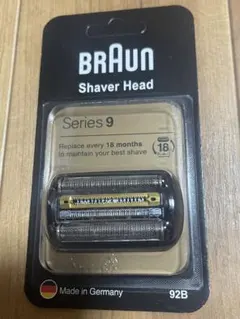 BRAUN
Shaver Head
Series 9
Replace every 18 months
to maintain your best shave
18
Made in Germany
92B